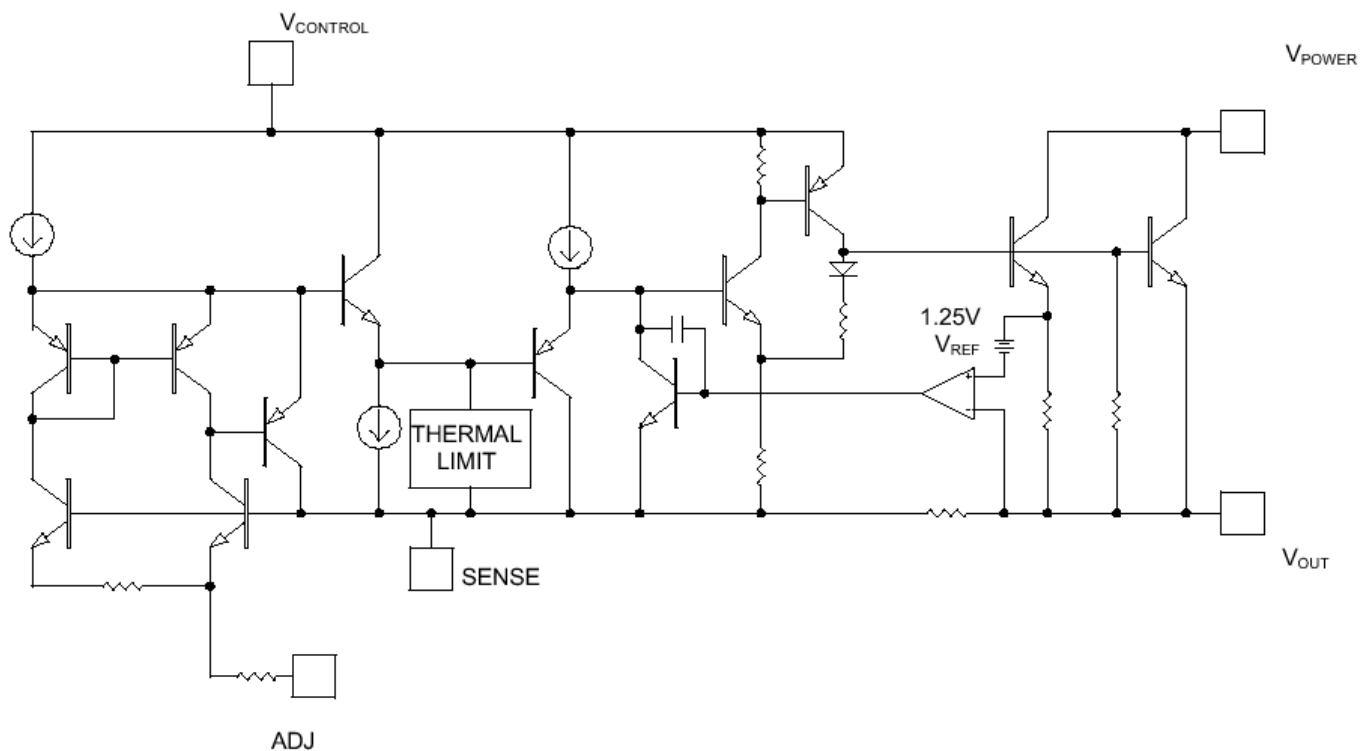 VCONTROL
VPOWER
1.25V
VREF
THERMAL
LIMIT
SENSE
VOUT
ADJ